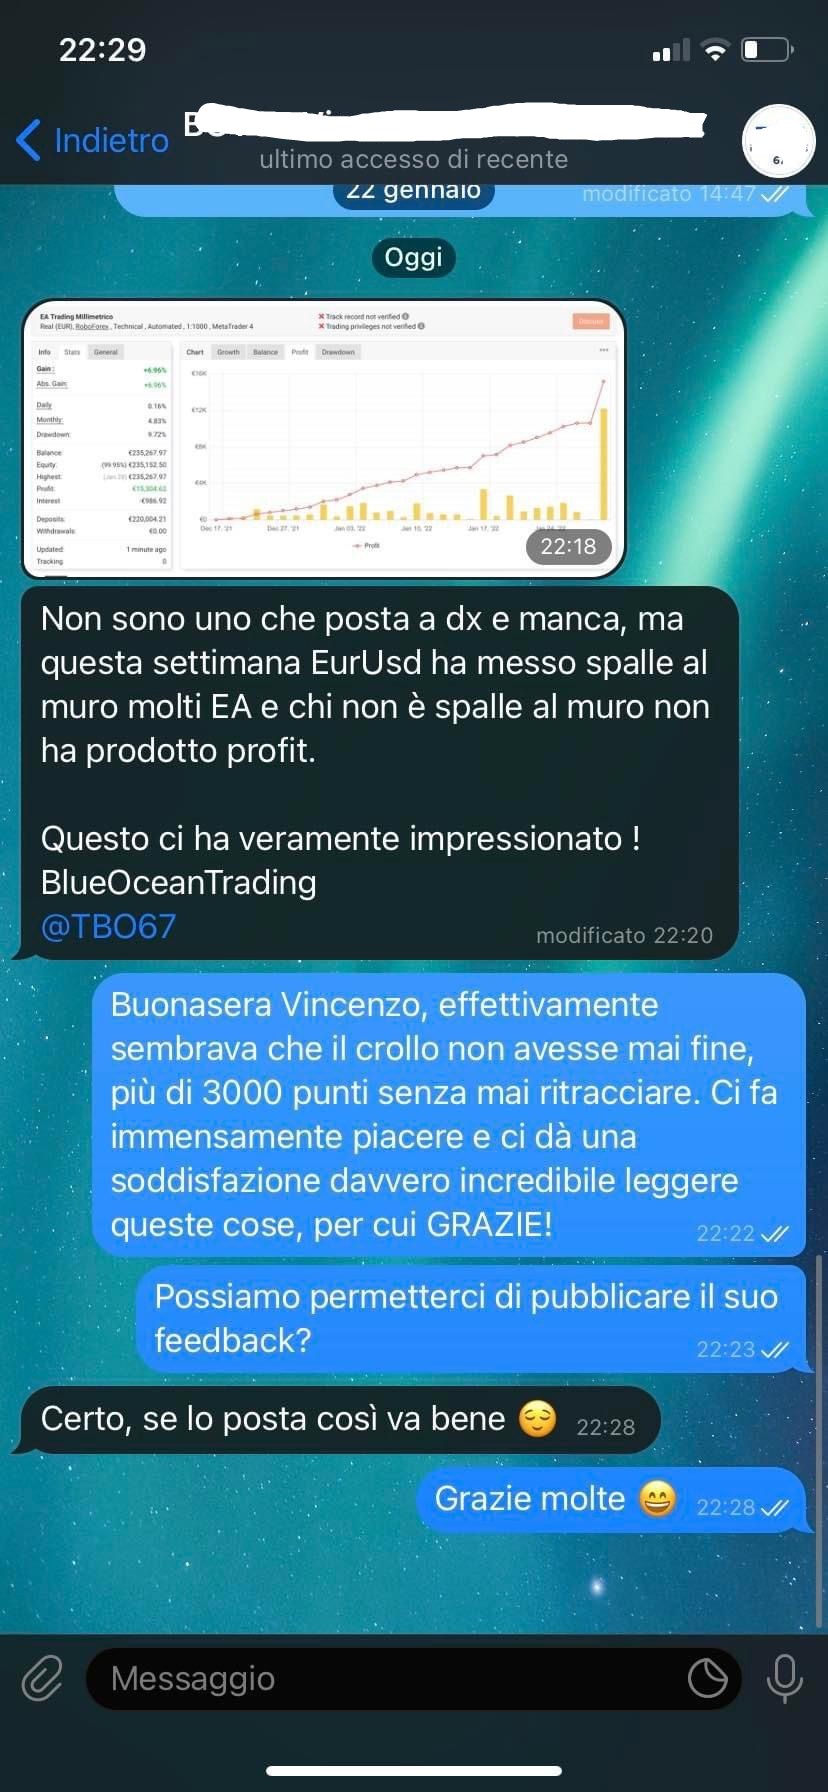 22:29
Indietro
ultimo accesso di recente
22 gennaio
modificato 14:47
Oggi
EA Trading Millimetrico
Real (EUR), RoboForex , Technical , Automated , 1:1000 , MetaTrader 4
Track record not verified
Trading privileges not verified
Discuss
Info Stats General
Chart Growth Balance Profit Drawdown
Gain: +6.96%
Abs. Gain: +6.96%
Daily 0.16%
Monthly: 4.83%
Drawdown: 9.72%
Balance: €235,267.97
Equity: (99.95%) €235,152.50
Highest: (Jan 28) €235,267.97
Profit: €15,304.63
Interest -€986.92
Deposits: €220,004.21
Withdrawals: €0.00
Updated: 1 minute ago
Tracking 0
€16K
€12K
€8K
€4K
€0
Dec 17, '21 Dec 27, '21 Jan 03, '22 Jan 10, '22 Jan 17, '22 Jan 24, '22
Profit
22:18
Non sono uno che posta a dx e manca, ma
questa settimana EurUsd ha messo spalle al
muro molti EA e chi non è spalle al muro non
ha prodotto profit.
Questo ci ha veramente impressionato !
BlueOceanTrading
@TBO67
modificato 22:20
Buonasera Vincenzo, effettivamente
sembrava che il crollo non avesse mai fine,
più di 3000 punti senza mai ritracciare. Ci fa
immensamente piacere e ci dà una
soddisfazione davvero incredibile leggere
queste cose, per cui GRAZIE!
22:22
Possiamo permetterci di pubblicare il suo
feedback?
22:23
Certo, se lo posta così va bene 😌 22:28
Grazie molte 😄 22:28
Messaggio